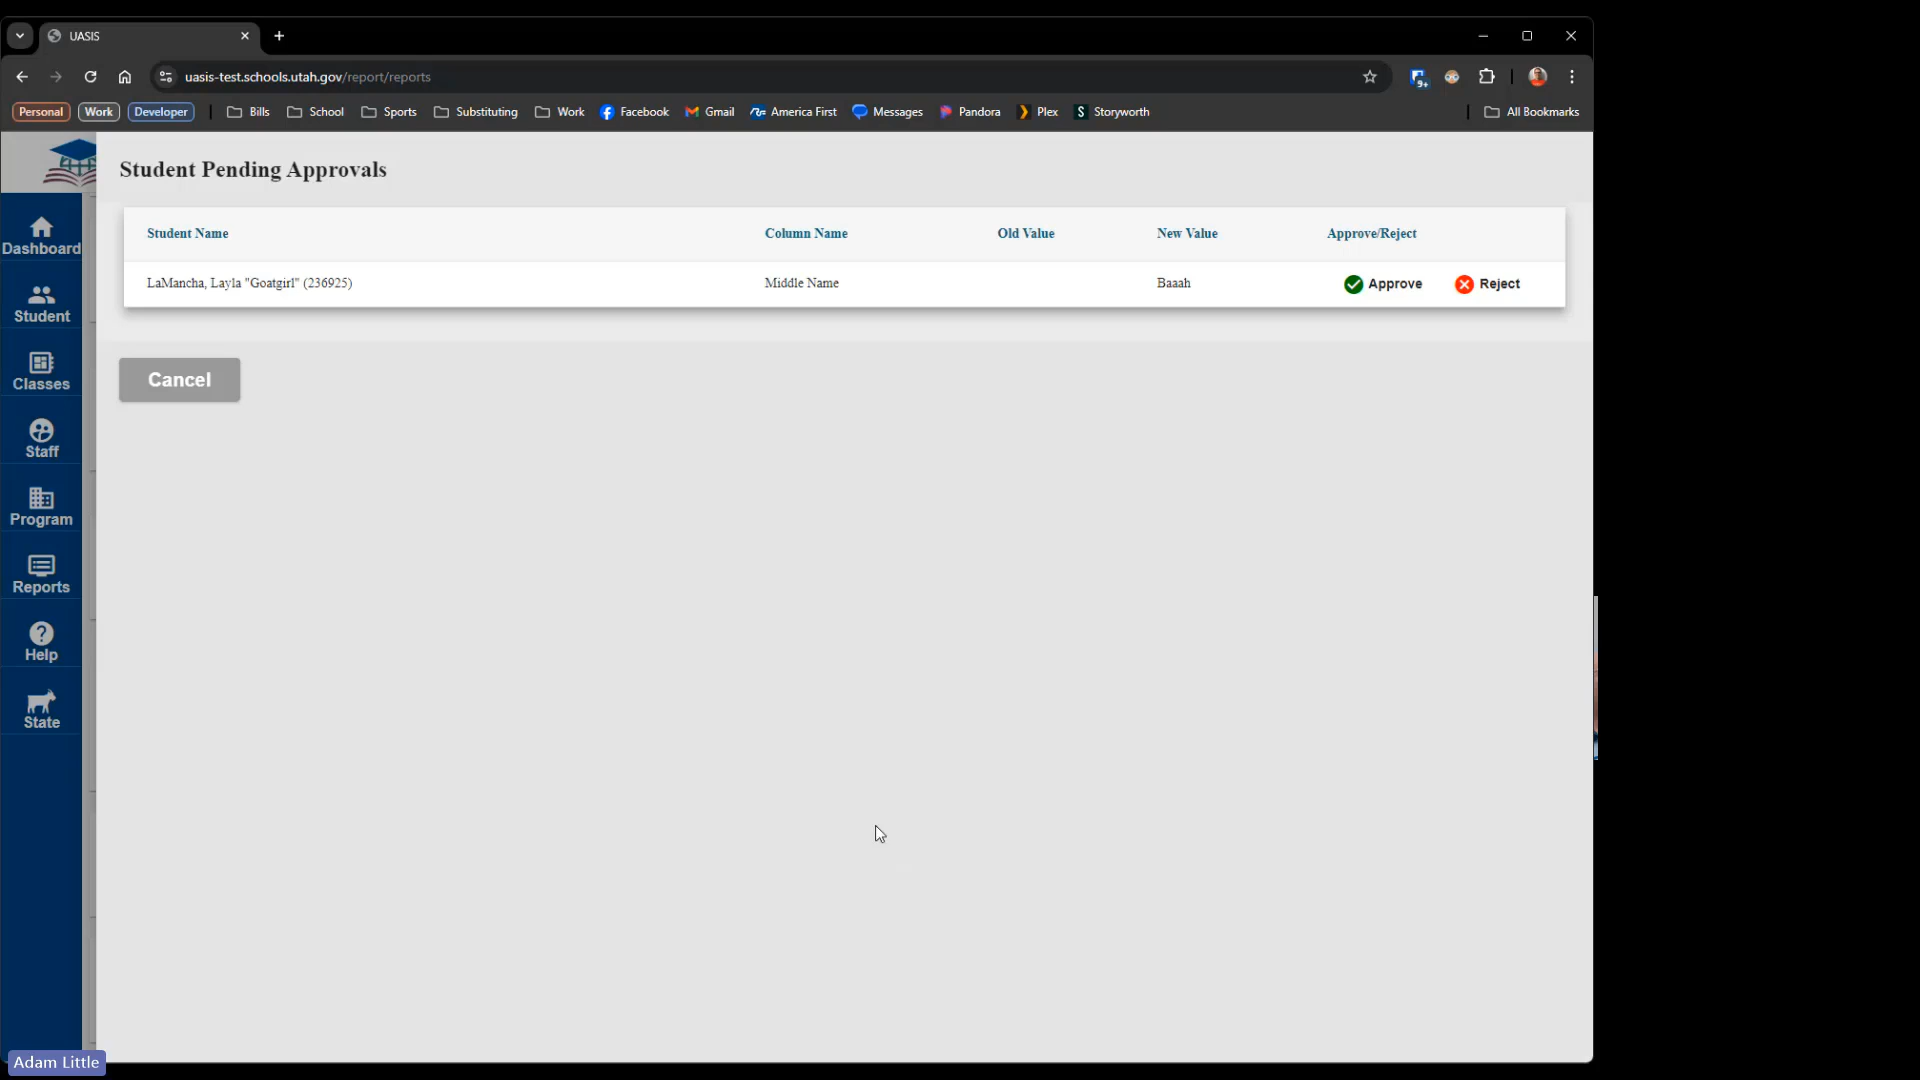 UASIS
uasis-test.schools.utah.gov/report/reports
Personal Work Developer Bills School Sports Substituting Work Facebook Gmail America First Messages Pandora Plex Storyworth All Bookmarks
9+
Student Pending Approvals
Student Name Column Name Old Value New Value Approve/Reject
LaMancha, Layla "Goatgirl" (236925) Middle Name Baaah Approve Reject
Cancel
Dashboard
Student
Classes
Staff
Program
Reports
Help
State
Adam Little